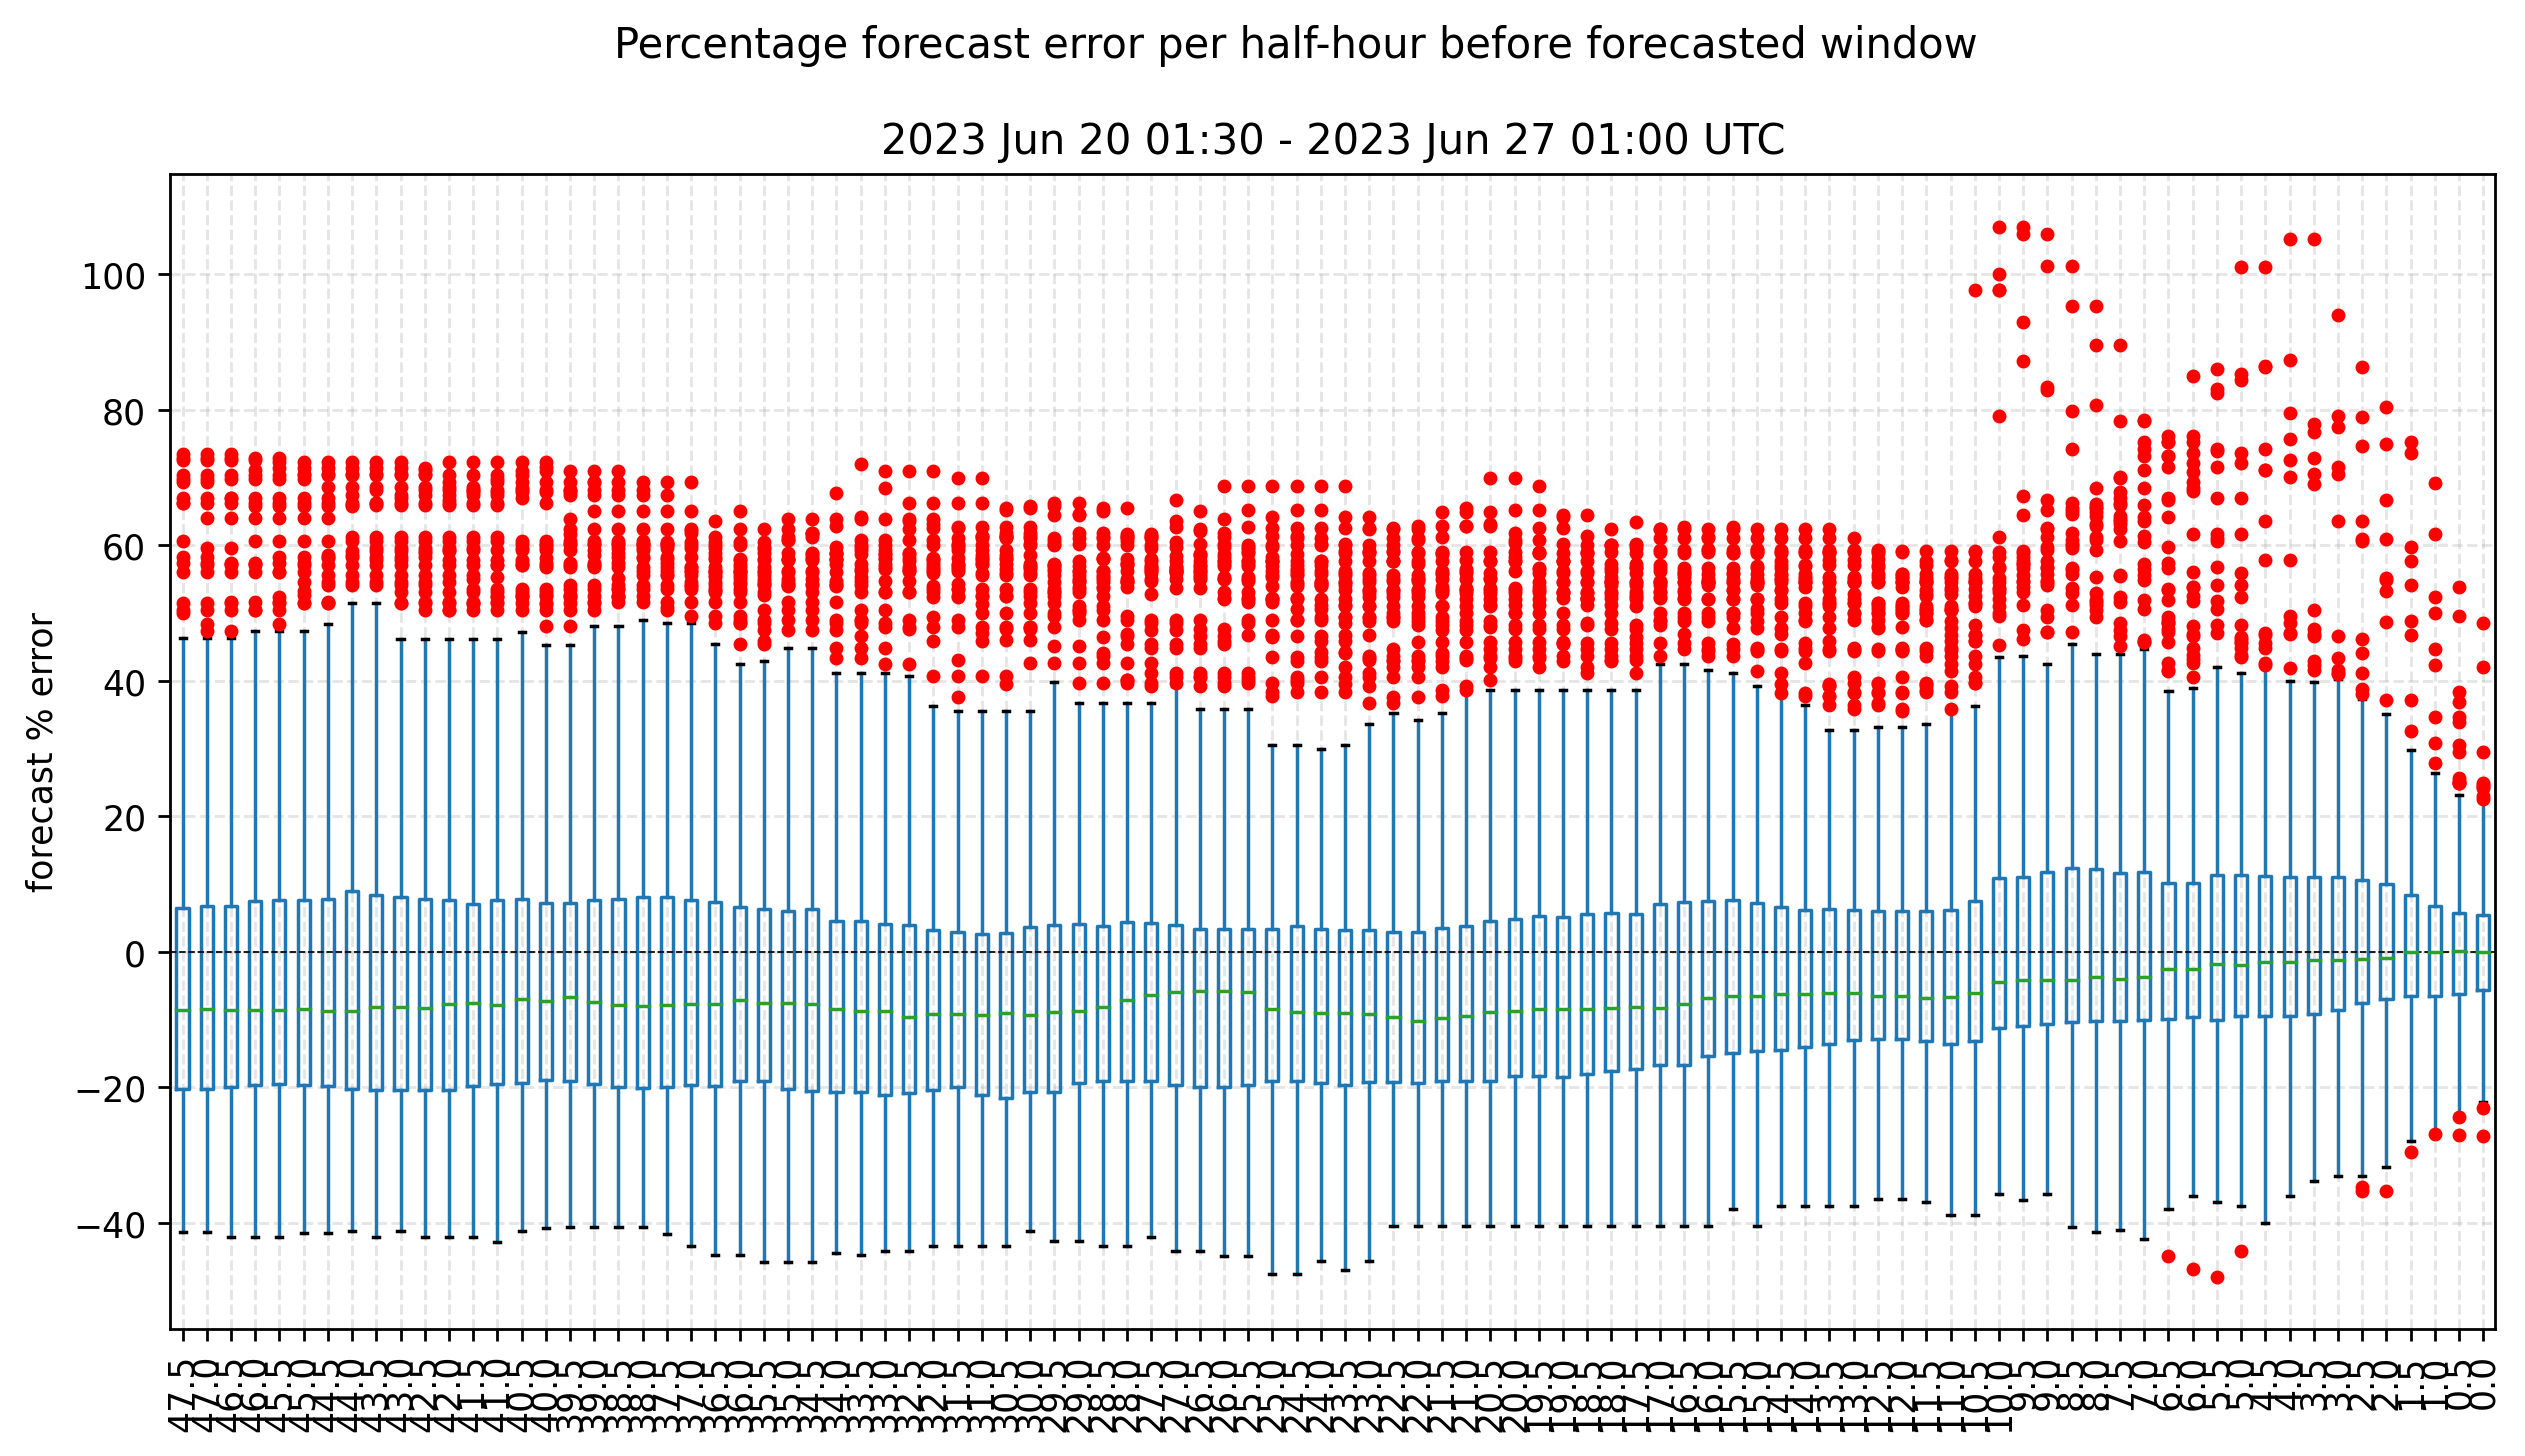 Percentage forecast error per half-hour before forecasted window
2023 Jun 20 01:30 - 2023 Jun 27 01:00 UTC
forecast % error
100
80
60
40
20
0
−20
−40
47.5 47.0 46.5 46.0 45.5 45.0 44.5 44.0 43.5 43.0 42.5 42.0 41.5 41.0 40.5 40.0 39.5 39.0 38.5 38.0 37.5 37.0 36.5 36.0 35.5 35.0 34.5 34.0 33.5 33.0 32.5 32.0 31.5 31.0 30.5 30.0 29.5 29.0 28.5 28.0 27.5 27.0 26.5 26.0 25.5 25.0 24.5 24.0 23.5 23.0 22.5 22.0 21.5 21.0 20.5 20.0 19.5 19.0 18.5 18.0 17.5 17.0 16.5 16.0 15.5 15.0 14.5 14.0 13.5 13.0 12.5 12.0 11.5 11.0 10.5 10.0 9.5 9.0 8.5 8.0 7.5 7.0 6.5 6.0 5.5 5.0 4.5 4.0 3.5 3.0 2.5 2.0 1.5 1.0 0.5 0.0